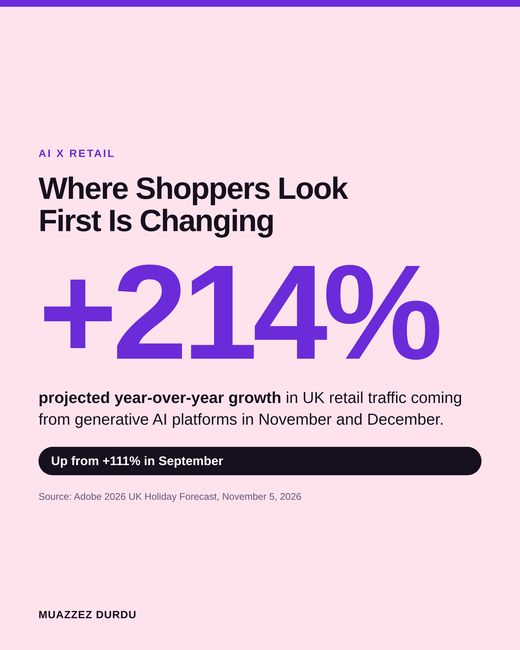 AI X RETAIL
Where Shoppers Look
First Is Changing
+214%
projected year-over-year growth in UK retail traffic coming
from generative AI platforms in November and December.
Up from +111% in September
Source: Adobe 2026 UK Holiday Forecast, November 5, 2026
MUAZZEZ DURDU